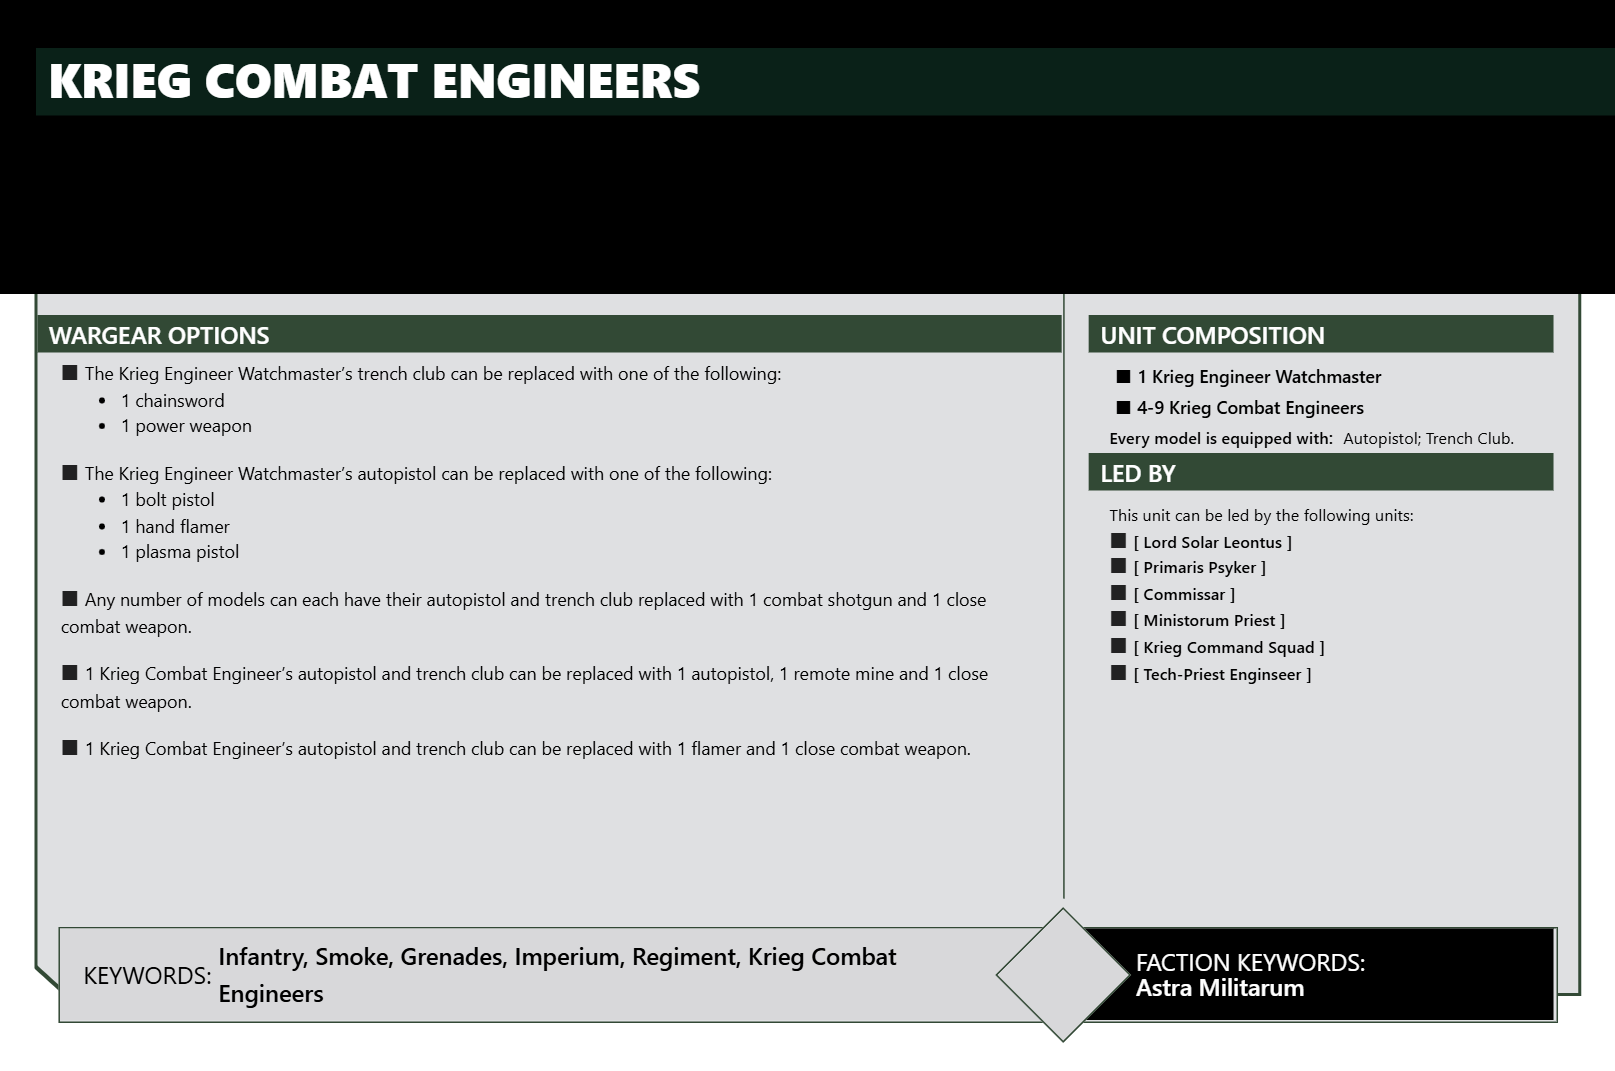 KRIEG COMBAT ENGINEERS
WARGEAR OPTIONS
■ The Krieg Engineer Watchmaster’s trench club can be replaced with one of the following:
• 1 chainsword
• 1 power weapon
■ The Krieg Engineer Watchmaster’s autopistol can be replaced with one of the following:
• 1 bolt pistol
• 1 hand flamer
• 1 plasma pistol
■ Any number of models can each have their autopistol and trench club replaced with 1 combat shotgun and 1 close
combat weapon.
■ 1 Krieg Combat Engineer’s autopistol and trench club can be replaced with 1 autopistol, 1 remote mine and 1 close
combat weapon.
■ 1 Krieg Combat Engineer’s autopistol and trench club can be replaced with 1 flamer and 1 close combat weapon.
UNIT COMPOSITION
■ 1 Krieg Engineer Watchmaster
■ 4-9 Krieg Combat Engineers
Every model is equipped with: Autopistol; Trench Club.
LED BY
This unit can be led by the following units:
■ [ Lord Solar Leontus ]
■ [ Primaris Psyker ]
■ [ Commissar ]
■ [ Ministorum Priest ]
■ [ Krieg Command Squad ]
■ [ Tech-Priest Enginseer ]
KEYWORDS: Infantry, Smoke, Grenades, Imperium, Regiment, Krieg Combat
Engineers
FACTION KEYWORDS:
Astra Militarum